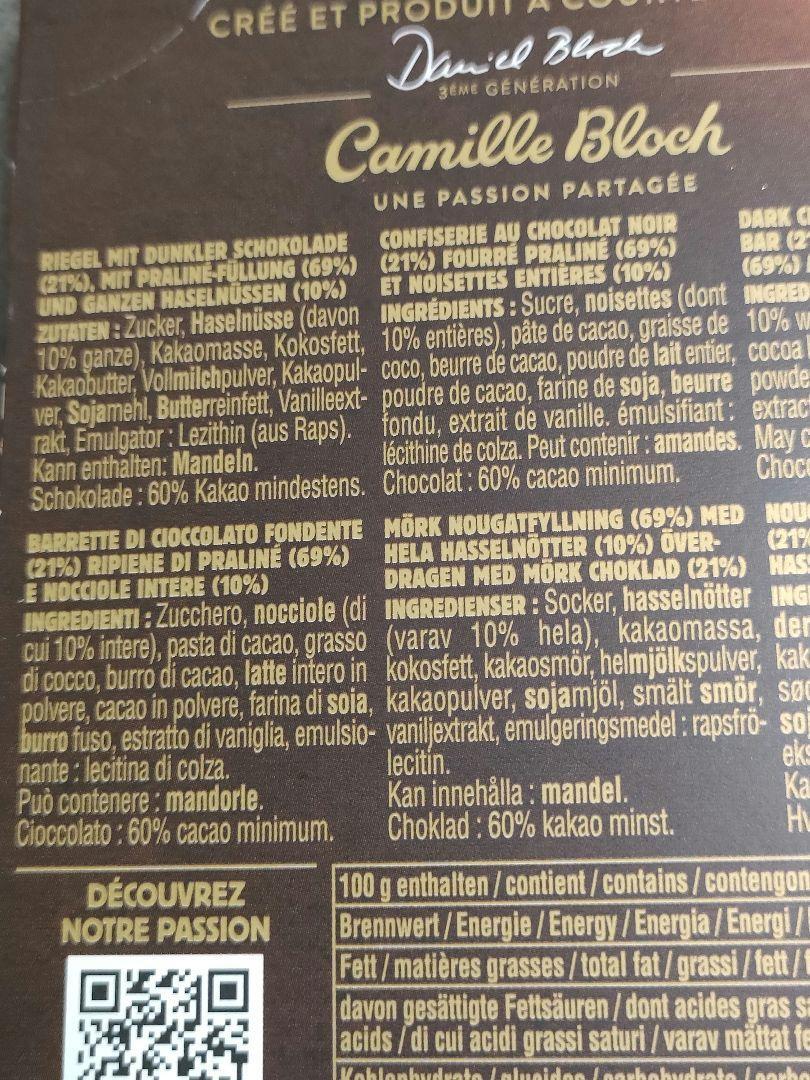 CRÉÉ ET PRODUIT À
Daniel Bloch
3ÈME GÉNÉRATION
Camille Bloch
UNE PASSION PARTAGÉE
RIEGEL MIT DUNKLER SCHOKOLADE
(21%), MIT PRALINÉ-FÜLLUNG (69%)
UND GANZEN HASELNÜSSEN (10%)
ZUTATEN : Zucker, Haselnüsse (davon
10% ganze), Kakaomasse, Kokosfett,
Kakaobutter, Vollmilchpulver, Kakaopul-
ver, Sojamehl, Butterreinfett, Vanilleext-
rakt, Emulgator : Lezithin (aus Raps).
Kann enthalten: Mandeln.
Schokolade : 60% Kakao mindestens.
CONFISERIE AU CHOCOLAT NOIR
(21%) FOURRÉ PRALINÉ (69%)
ET NOISETTES ENTIÈRES (10%)
INGRÉDIENTS : Sucre, noisettes (dont
10% entières), pâte de cacao, graisse de
coco, beurre de cacao, poudre de lait entier,
poudre de cacao, farine de soja, beurre
fondu, extrait de vanille. émulsifiant :
lécithine de colza. Peut contenir : amandes.
Chocolat : 60% cacao minimum.
DARK
BAR
(69%)
10%
cocoa
May
BARRETTE DI CIOCCOLATO FONDENTE
(21%) RIPIENE DI PRALINÉ (69%)
E NOCCIOLE INTERE (10%)
INGREDIENTI : Zucchero, nocciole (di
cui 10% intere), pasta di cacao, grasso
di cocco, burro di cacao, latte intero in
polvere, cacao in polvere, farina di soia,
burro fuso, estratto di vaniglia, emulsio-
nante : lecitina di colza.
Può contenere : mandorle.
Cioccolato : 60% cacao minimum.
MÖRK NOUGATFYLLNING (69%) MED
HELA HASSELNÖTTER (10%) ÖVER-
DRAGEN MED MÖRK CHOKLAD (21%)
INGREDIENSER : Socker, hasselnötter
(varav 10% hela), kakaomassa,
kokosfett, kakaosmör, helmjölkspulver,
kakaopulver, sojamjöl, smält smör,
vaniljextrakt, emulgeringsmedel : rapsfrö-
lecitin.
Kan innehålla : mandel.
Choklad : 60% kakao minst.
DÉCOUVREZ
NOTRE PASSION
100 g enthalten / contient / contains / contengon
Brennwert / Energie / Energy / Energia / Energi /
Fett / matières grasses / total fat / grassi / fett /
davon gesättigte Fettsäuren / dont acides gras
acids / di cui acidi grassi saturi / varav mättat
Kohlenhydrate / glucides / carbohydrate /